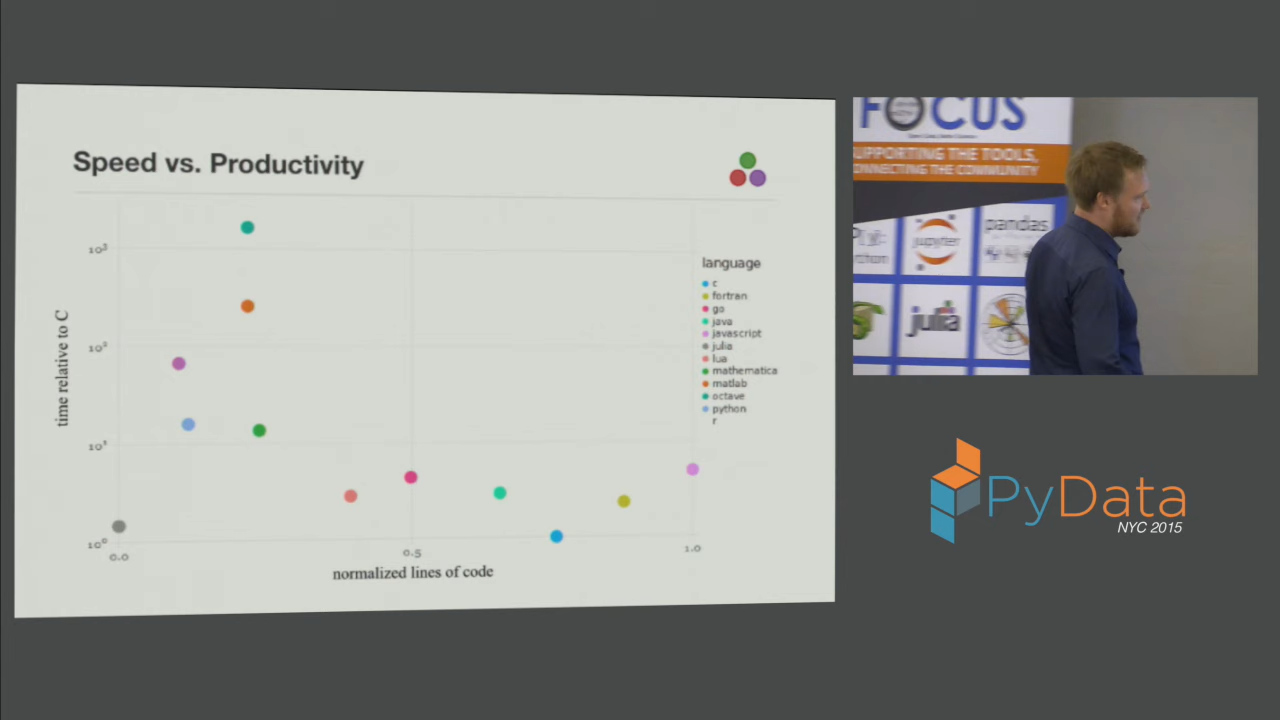 Speed vs. Productivity
10³
10²
10¹
10⁰
time relative to C
0.0
0.5
1.0
normalized lines of code
language
c
fortran
go
java
javascript
julia
lua
mathematica
matlab
octave
python
r
FOCUS
UPPORTING THE TOOLS,
ONNECTING THE COMMUNITY
jupyter
pandas
julia
PyData
NYC 2015